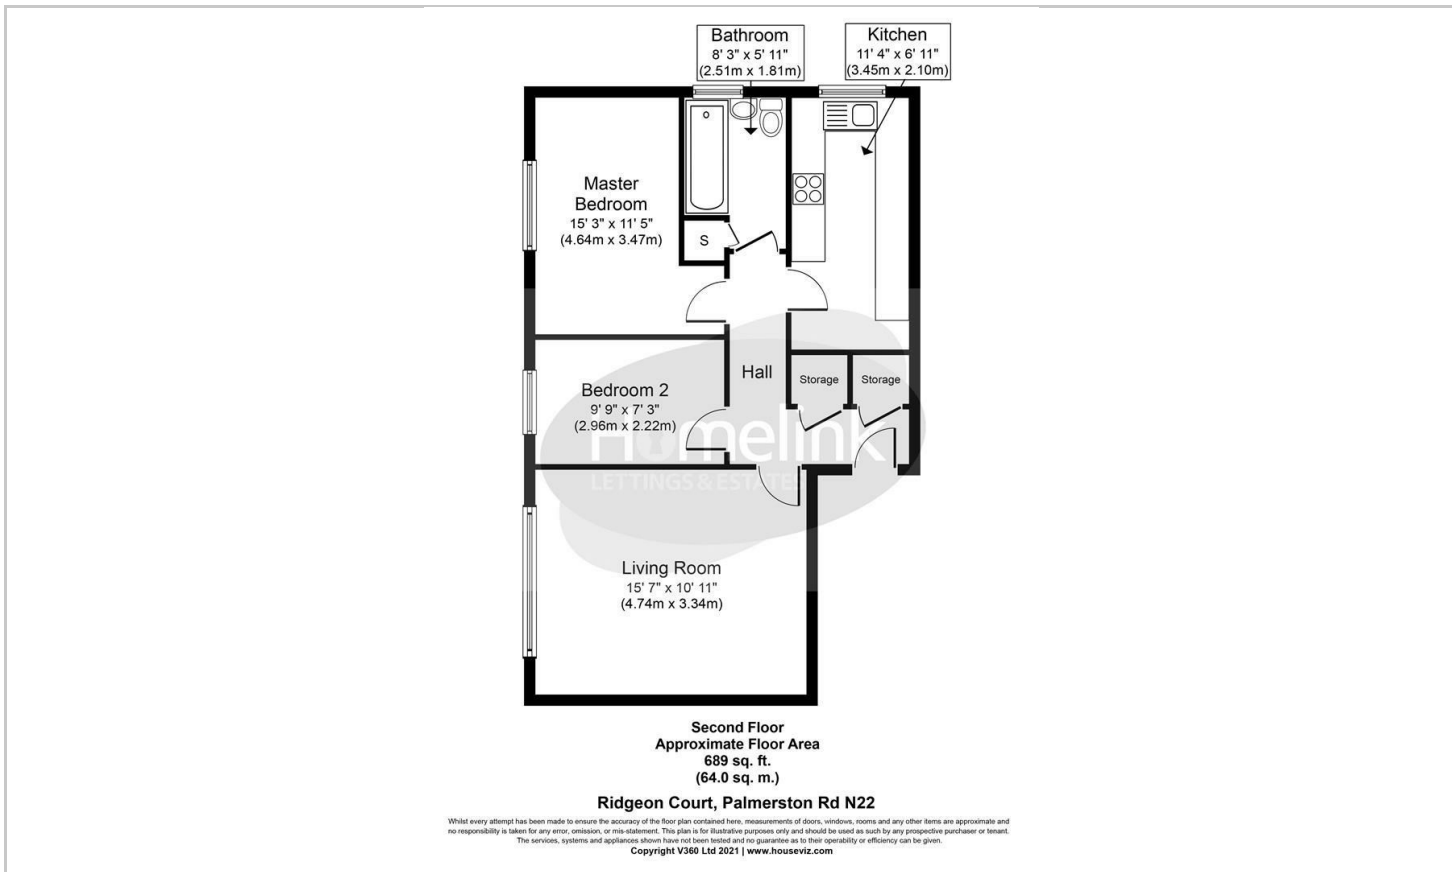 Bathroom
8' 3" x 5' 11"
(2.51m x 1.81m)
Kitchen
11' 4" x 6' 11"
(3.45m x 2.10m)
Master
Bedroom
15' 3" x 11' 5"
(4.64m x 3.47m)
S
Hall
Storage
Storage
Bedroom 2
9' 9" x 7' 3"
(2.96m x 2.22m)
Homelink
LETTINGS & ESTATES
Living Room
15' 7" x 10' 11"
(4.74m x 3.34m)
Second Floor
Approximate Floor Area
689 sq. ft.
(64.0 sq. m.)
Ridgeon Court, Palmerston Rd N22
Whilst every attempt has been made to ensure the accuracy of the floor plan contained here, measurements of doors, windows, rooms and any other items are approximate and
no responsibility is taken for any error, omission, or mis-statement. This plan is for illustrative purposes only and should be used as such by any prospective purchaser or tenant.
The services, systems and appliances shown have not been tested and no guarantee as to their operability or efficiency can be given.
Copyright V360 Ltd 2021 | www.houseviz.com